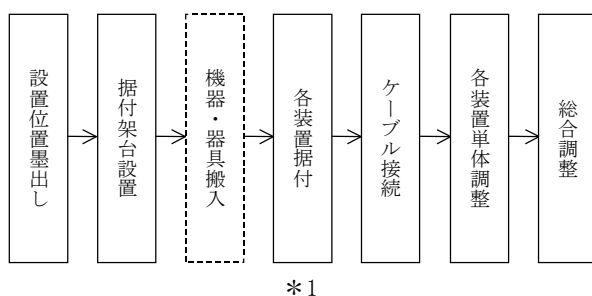 設置位置墨出し
据付架台設置
機器・器具搬入
各装置据付
ケーブル接続
各装置単体調整
総合調整
＊1